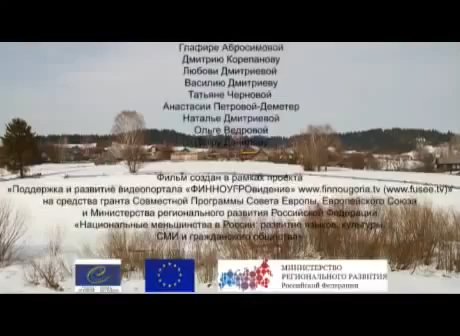 Глафире Абросимовой
Дмитрию Корепанову
Любови Дмитриевой
Василию Дмитриеву
Татьяне Черновой
Анастасии Петровой-Деметер
Наталье Дмитриевой
Ольге Ведровой
Фильм создан в рамках проекта
«Поддержка и развитие видеопортала «ФИННОУГРОвидение» www.finnougoria.tv (www.fusee.tv)»
на средства гранта Совместной Программы Совета Европы, Европейского Союза
и Министерства регионального развития Российской Федерации
«Национальные меньшинства в России: развитие языков, культуры,
СМИ и гражданского общества»
МИНИСТЕРСТВО
РЕГИОНАЛЬНОГО РАЗВИТИЯ
Российской Федерации